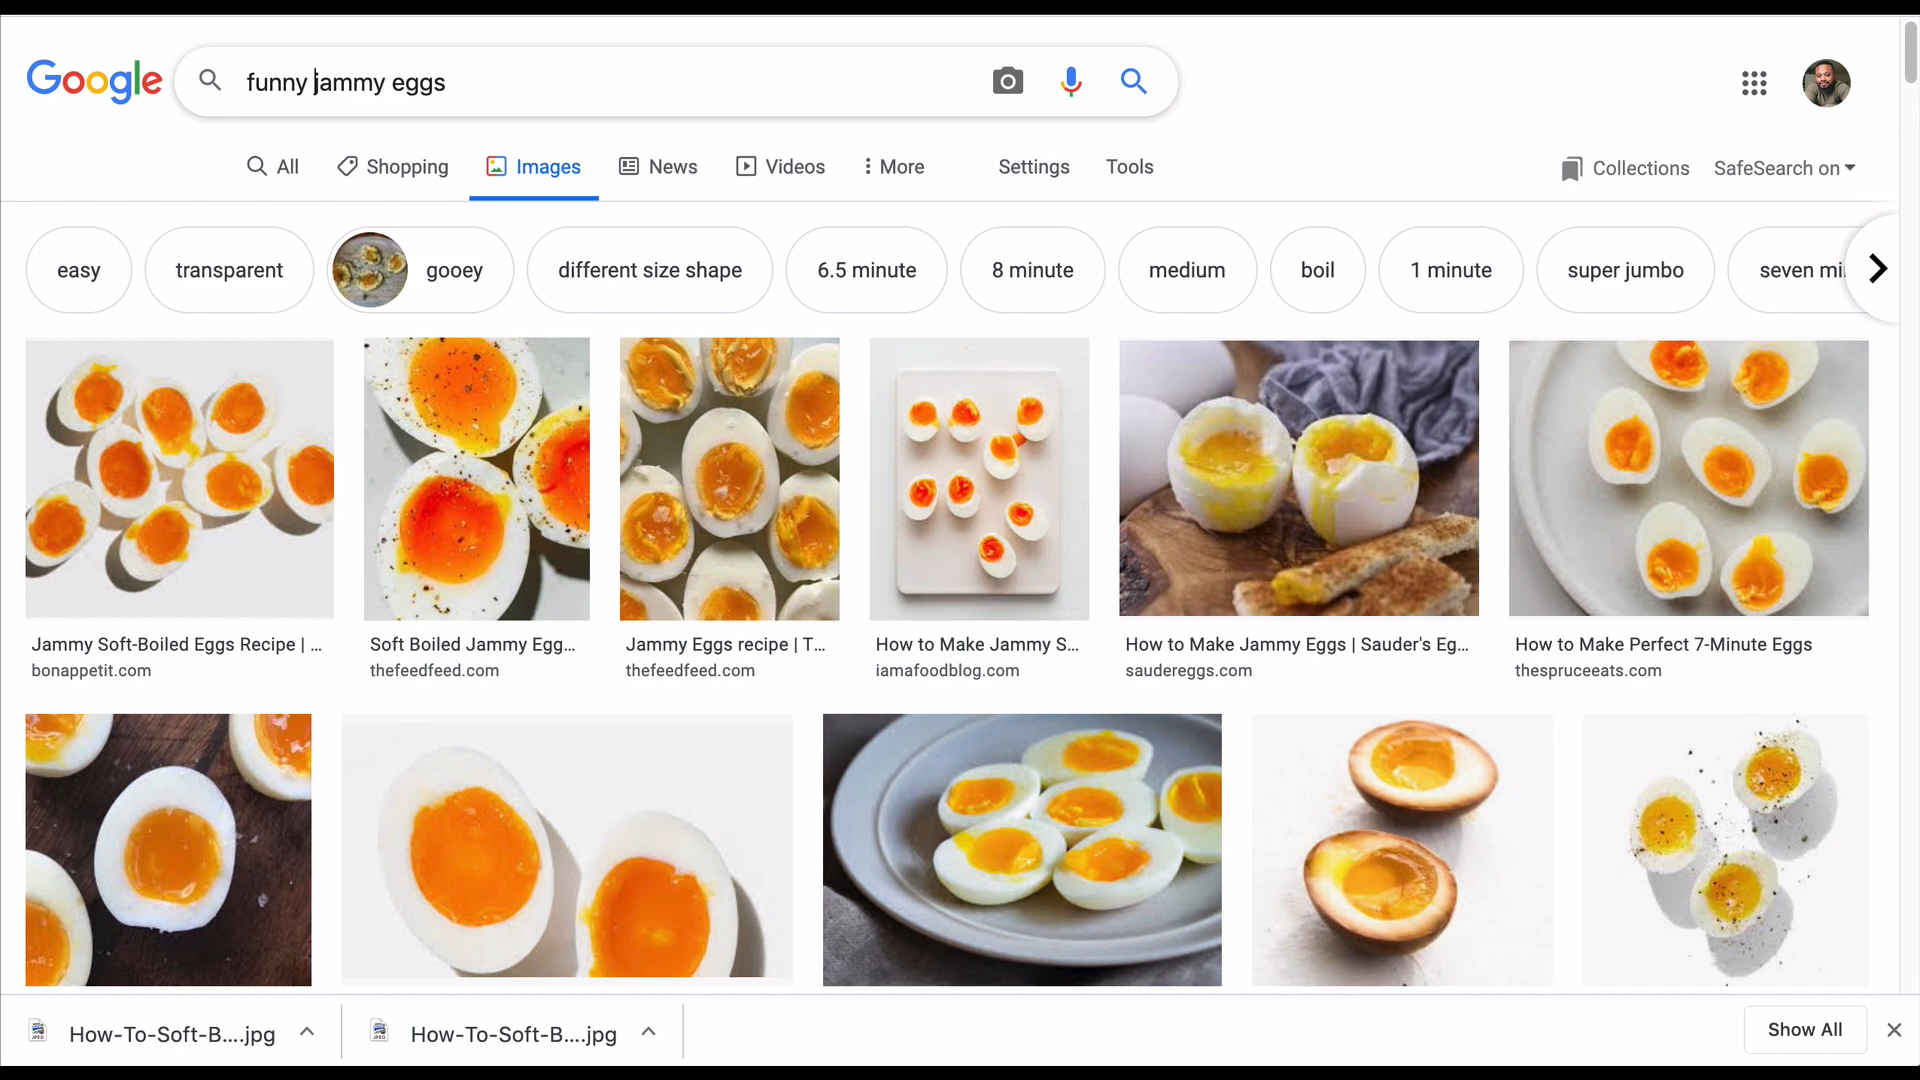 Google
funny jammy eggs
All
Shopping
Images
News
Videos
More
Settings
Tools
Collections
SafeSearch on
easy
transparent
gooey
different size shape
6.5 minute
8 minute
medium
boil
1 minute
super jumbo
seven mi
Jammy Soft-Boiled Eggs Recipe | ...
bonappetit.com
Soft Boiled Jammy Egg...
thefeedfeed.com
Jammy Eggs recipe | T...
thefeedfeed.com
How to Make Jammy S...
iamafoodblog.com
How to Make Jammy Eggs | Sauder's Eg...
saudereggs.com
How to Make Perfect 7-Minute Eggs
thespruceeats.com
JPEG
How-To-Soft-B....jpg
JPEG
How-To-Soft-B....jpg
Show All